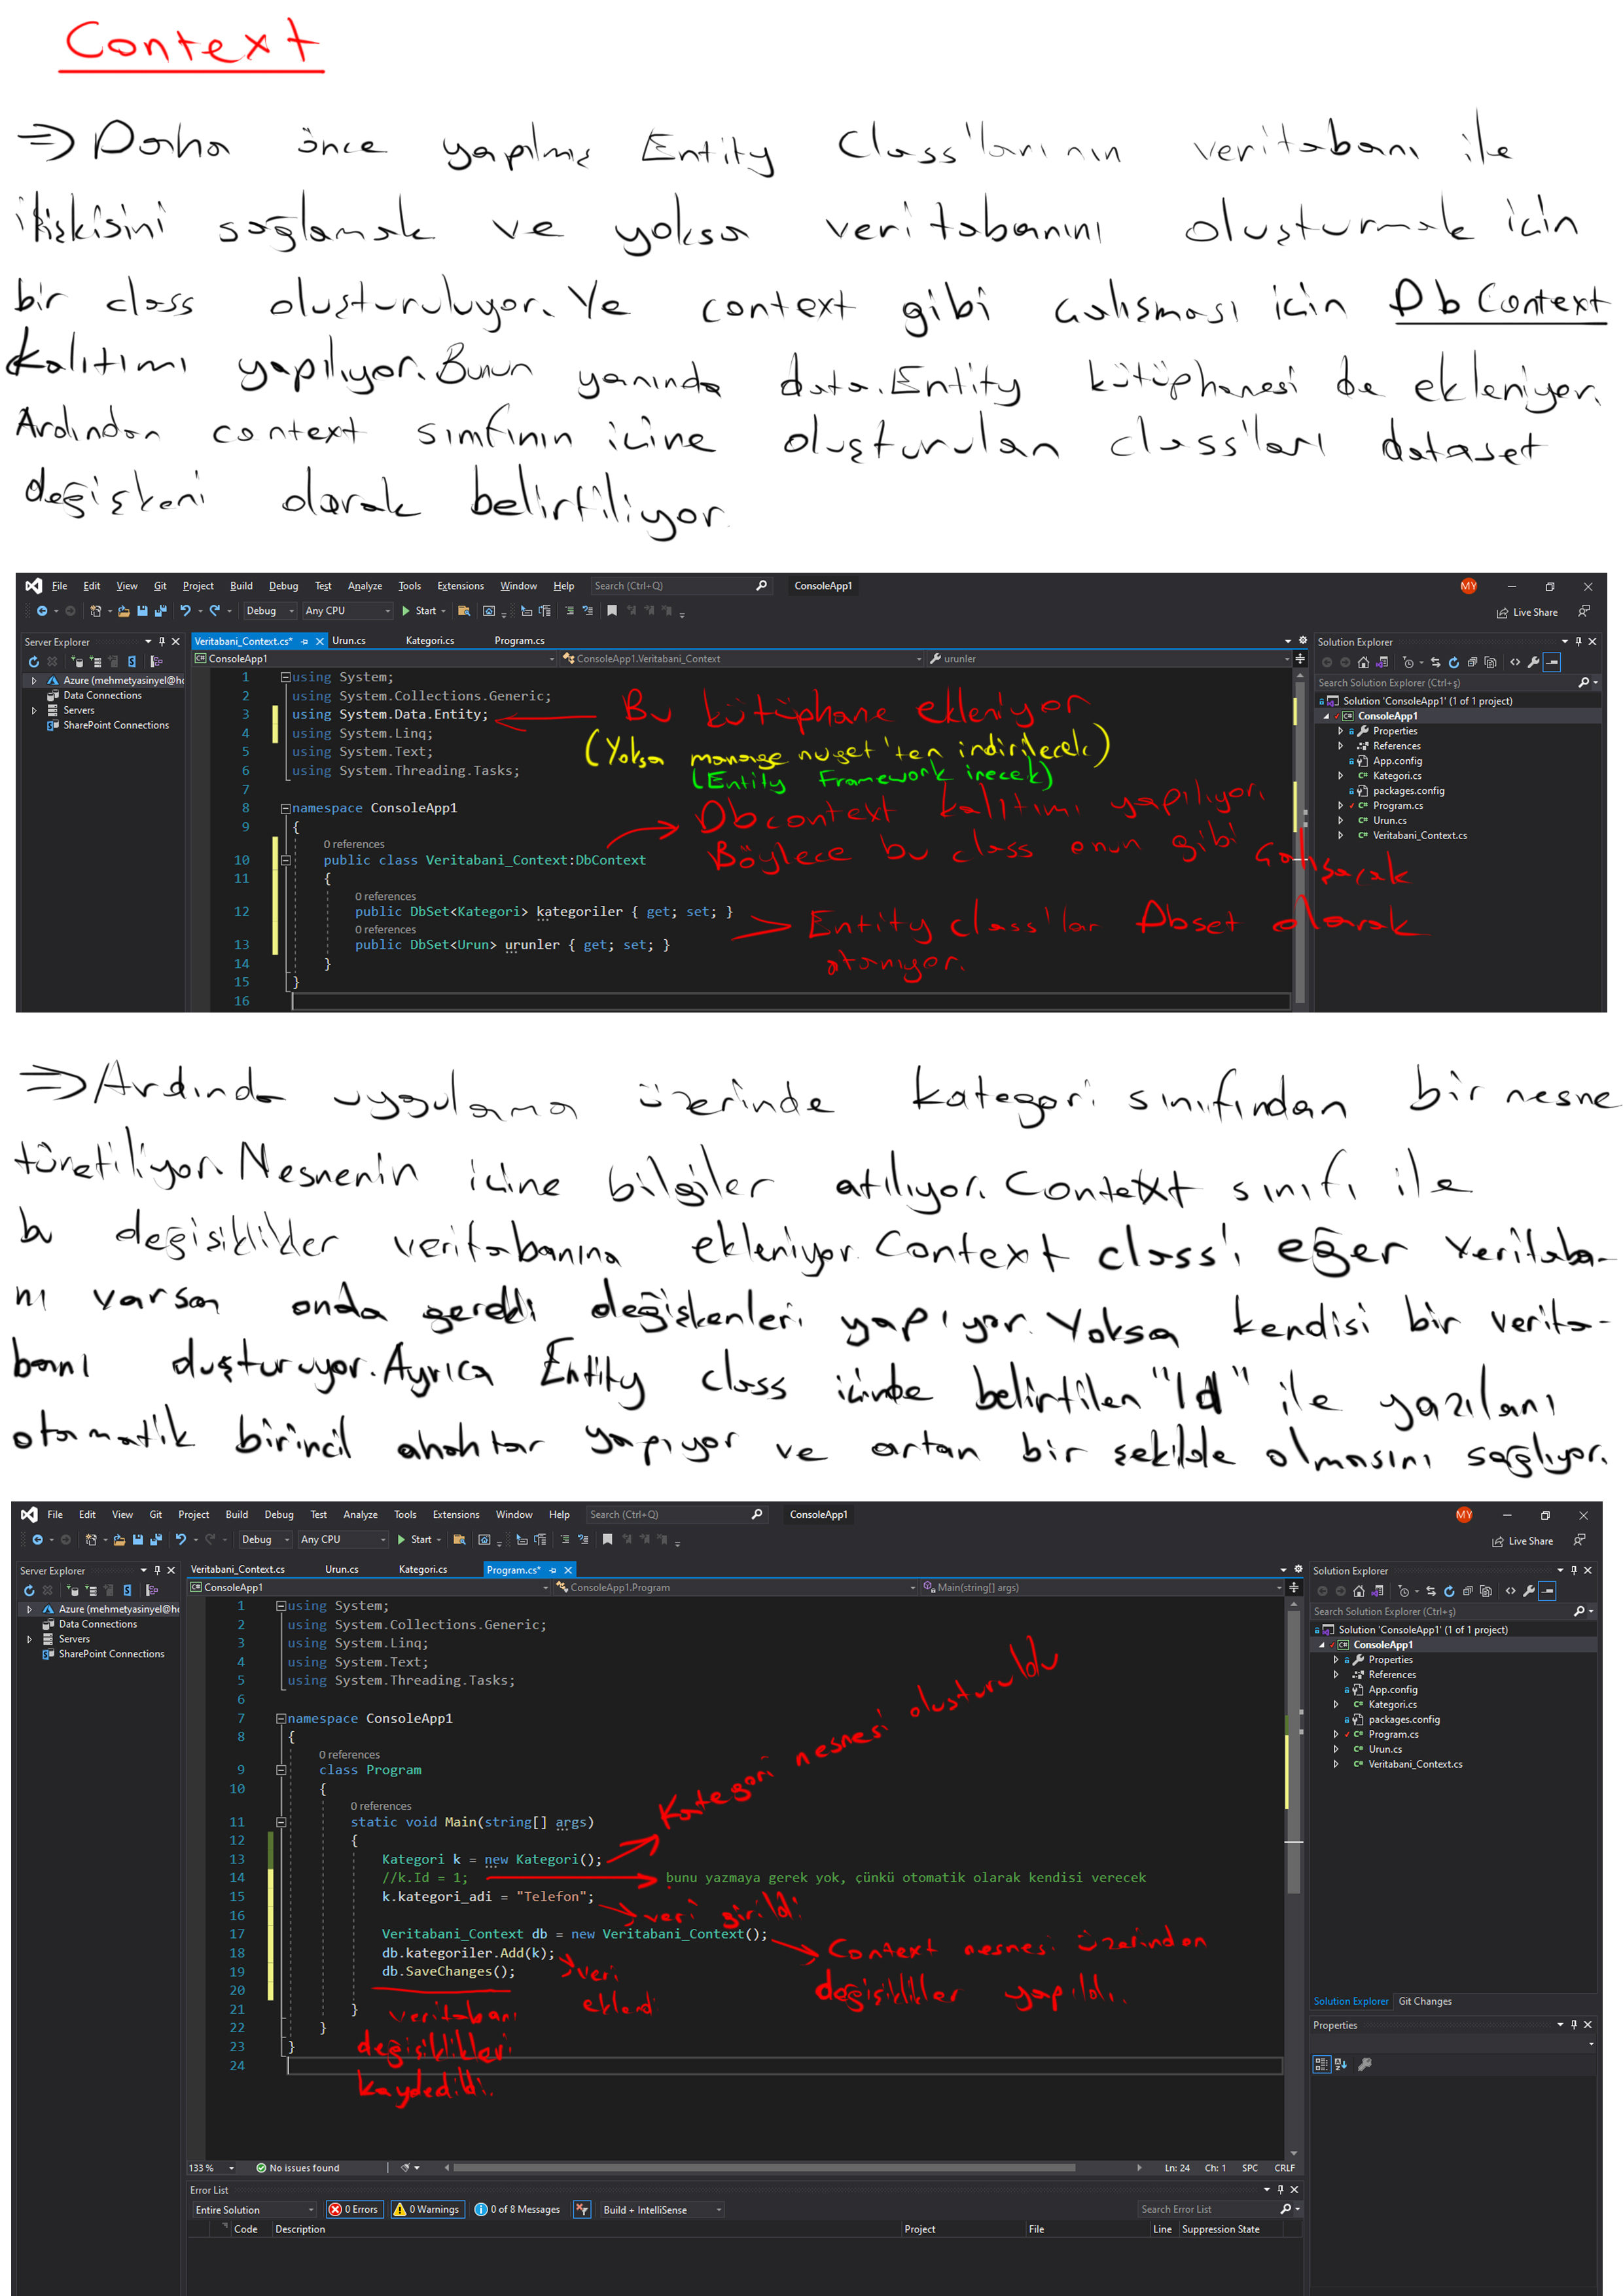 Context
⇒ Daha önce yapılmış Entity Class'larının veritabanı ile
ilişkisini sağlamak ve yoksa veritabanını oluşturmak için
bir class oluşturuluyor. Ve context gibi çalışması için DbContext
kalıtımı yapılıyor. Bunun yanında data.Entity kütüphanesi de ekleniyor.
Ardından context sınıfının içine oluşturulan class'ları dataset
değişkeni olarak belirtiliyor.
File Edit View Git Project Build Debug Test Analyze Tools Extensions Window Help Search (Ctrl+Q) ConsoleApp1 MY
Debug Any CPU Start Live Share
Server Explorer
Azure (mehmetyasinyel@hc
Data Connections
Servers
SharePoint Connections
Veritabani_Context.cs* Urun.cs Kategori.cs Program.cs
ConsoleApp1 ConsoleApp1.Veritabani_Context urunler
1 using System;
2 using System.Collections.Generic;
3 using System.Data.Entity;
4 using System.Linq;
5 using System.Text;
6 using System.Threading.Tasks;
7
8 namespace ConsoleApp1
9 {
0 references
10 public class Veritabani_Context:DbContext
11 {
0 references
12 public DbSet<Kategori> kategoriler { get; set; }
0 references
13 public DbSet<Urun> urunler { get; set; }
14 }
15 }
16
Bu kütüphane ekleniyor
(Yoksa manage nuget'ten indirilecek)
(Entity Framework inecek)
Dbcontext kalıtımı yapılıyor.
Böylece bu class onun gibi çalışacak
Entity class'lar Dbset olarak
atanıyor.
Solution Explorer
Search Solution Explorer (Ctrl+ş)
Solution 'ConsoleApp1' (1 of 1 project)
ConsoleApp1
Properties
References
App.config
Kategori.cs
packages.config
Program.cs
Urun.cs
Veritabani_Context.cs
⇒ Ardında uygulama üzerinde kategori sınıfından bir nesne
türetiliyor. Nesnenin içine bilgiler atılıyor. Context sınıfı ile
bu değişiklikler veritabanına ekleniyor. Context class'ı eğer veritaba-
nı varsa onda gerekli değişkenleri yapıyor. Yoksa kendisi bir verita-
banı oluşturuyor. Ayrıca Entity class içinde belirtilen "Id" ile yazılanı
otomatik birincil anahtar yapıyor ve artan bir şekilde olmasını sağlıyor.
File Edit View Git Project Build Debug Test Analyze Tools Extensions Window Help Search (Ctrl+Q) ConsoleApp1 MY
Debug Any CPU Start Live Share
Server Explorer
Azure (mehmetyasinyel@hc
Data Connections
Servers
SharePoint Connections
Veritabani_Context.cs Urun.cs Kategori.cs Program.cs*
ConsoleApp1 ConsoleApp1.Program Main(string[] args)
1 using System;
2 using System.Collections.Generic;
3 using System.Linq;
4 using System.Text;
5 using System.Threading.Tasks;
6
7 namespace ConsoleApp1
8 {
0 references
9 class Program
10 {
0 references
11 static void Main(string[] args)
12 {
13 Kategori k = new Kategori();
14 //k.Id = 1; bunu yazmaya gerek yok, çünkü otomatik olarak kendisi verecek
15 k.kategori_adi = "Telefon";
16
17 Veritabani_Context db = new Veritabani_Context();
18 db.kategoriler.Add(k);
19 db.SaveChanges();
20
21 }
22 }
23 }
24
Kategori nesnesi oluşturuldu
veri girildi
Context nesnesi üzerinden
değişiklikler yapıldı.
veri
eklendi
veritabanı
değişiklikleri
kaydedildi.
Solution Explorer
Search Solution Explorer (Ctrl+ş)
Solution 'ConsoleApp1' (1 of 1 project)
ConsoleApp1
Properties
References
App.config
Kategori.cs
packages.config
Program.cs
Urun.cs
Veritabani_Context.cs
Solution Explorer Git Changes
Properties
133 % No issues found Ln: 24 Ch: 1 SPC CRLF
Error List
Entire Solution 0 Errors 0 Warnings 0 of 8 Messages Build + IntelliSense Search Error List
Code Description Project File Line Suppression State